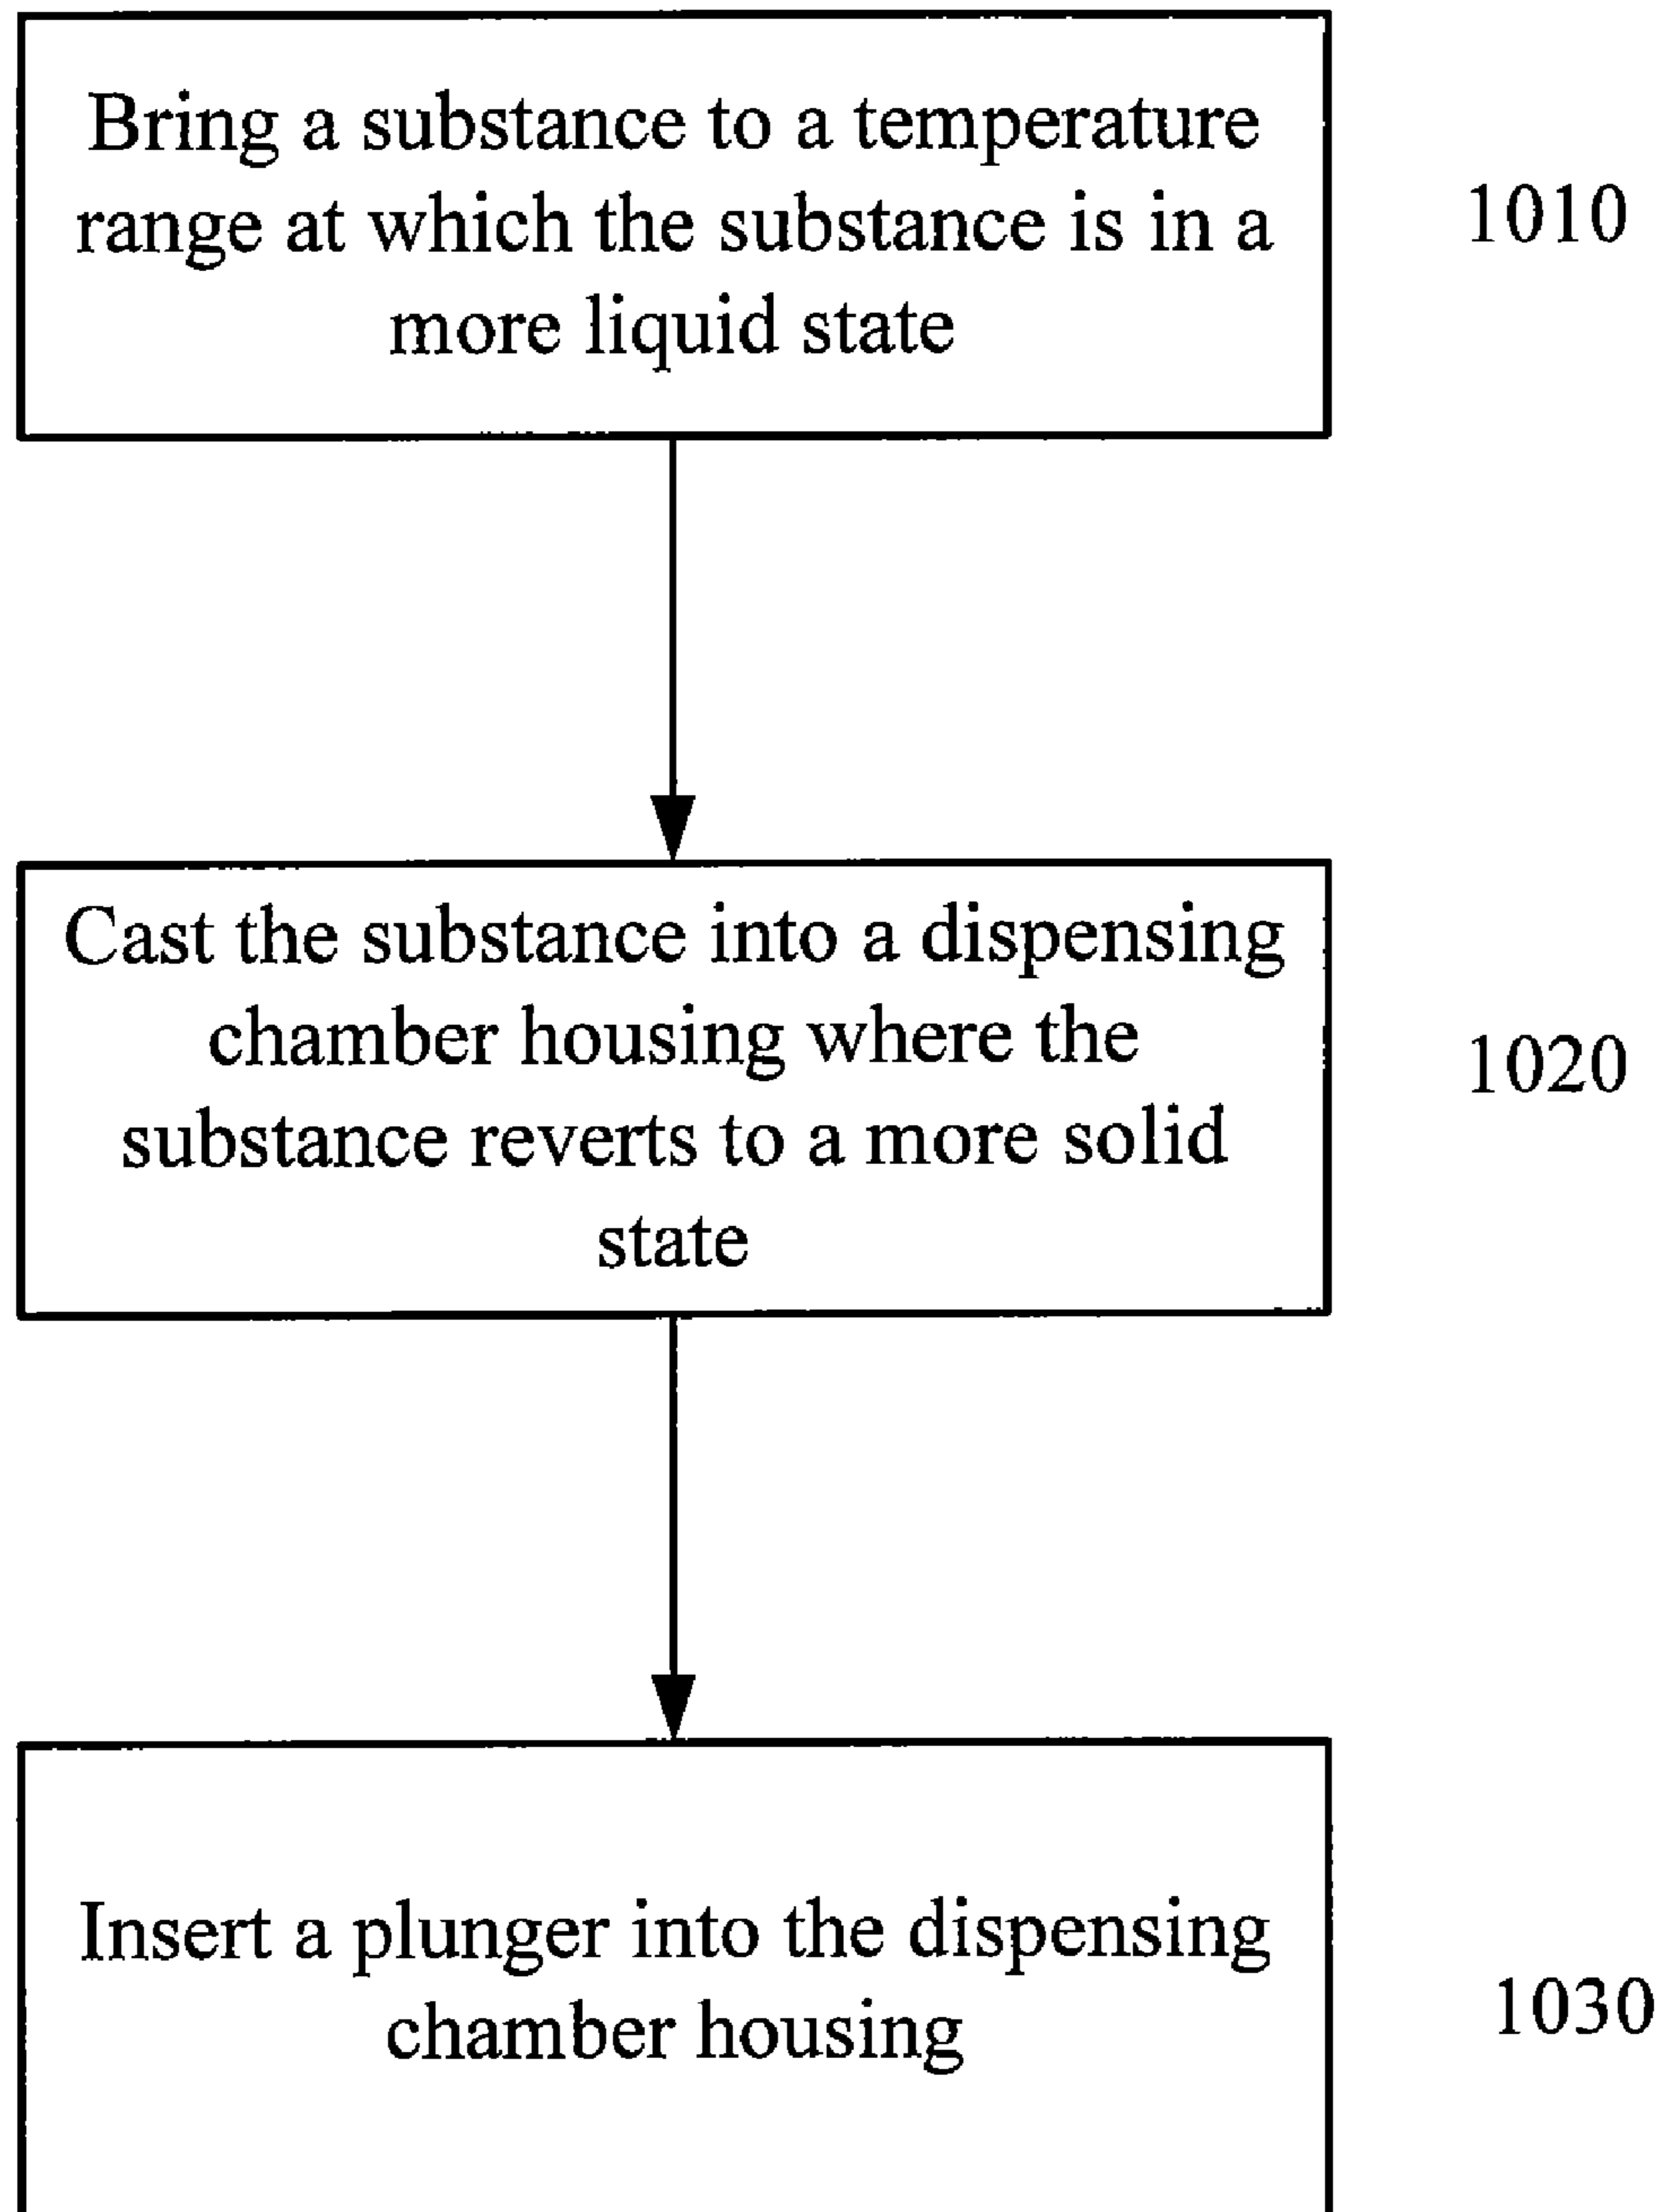 Bring a substance to a temperature
range at which the substance is in a
more liquid state
1010
Cast the substance into a dispensing
chamber housing where the
substance reverts to a more solid
state
1020
Insert a plunger into the dispensing
chamber housing
1030